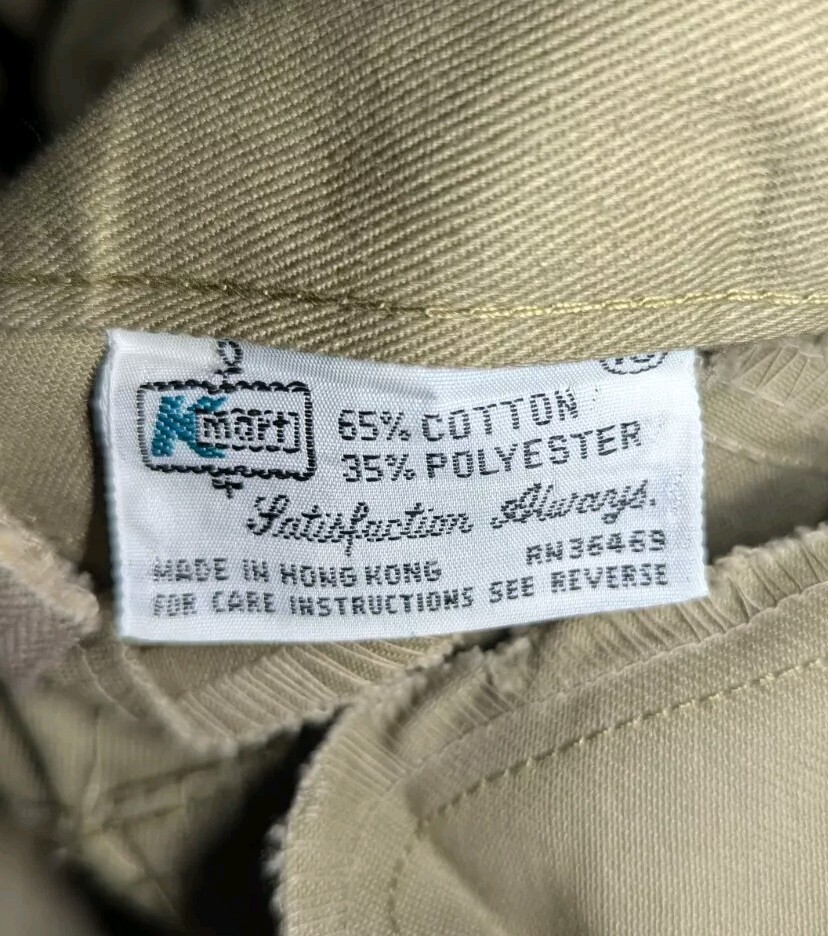 Kmart
65% COTTON
35% POLYESTER
Satisfaction Always.
RN36469
MADE IN HONG KONG
FOR CARE INSTRUCTIONS SEE REVERSE